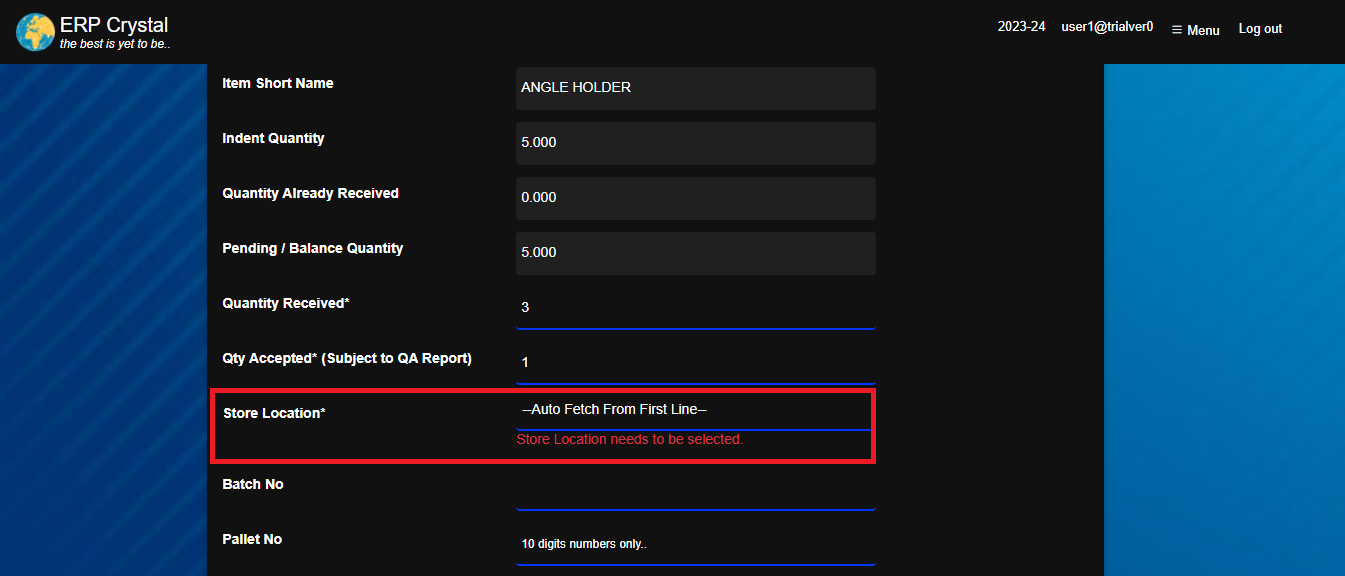 ERP Crystal
the best is yet to be..
2023-24 user1@trialver0 ☰ Menu Log out
Item Short Name ANGLE HOLDER
Indent Quantity 5.000
Quantity Already Received 0.000
Pending / Balance Quantity 5.000
Quantity Received* 3
Qty Accepted* (Subject to QA Report) 1
Store Location* --Auto Fetch From First Line--
Store Location needs to be selected.
Batch No
Pallet No 10 digits numbers only..